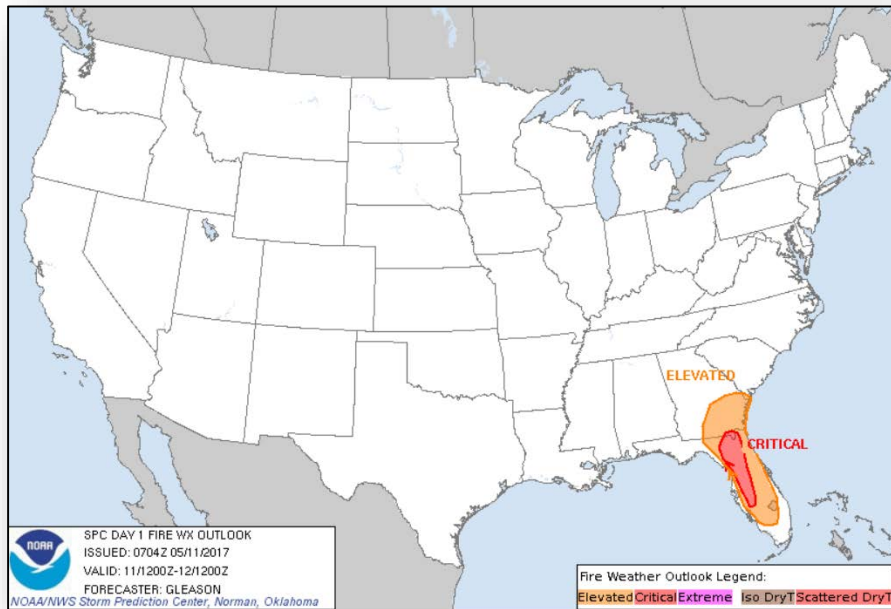 ELEVATED
CRITICAL
NOAA
SPC DAY 1 FIRE WX OUTLOOK
ISSUED: 0704Z 05/11/2017
VALID: 11/1200Z-12/1200Z
FORECASTER: GLEASON
NOAA/NWS Storm Prediction Center, Norman, Oklahoma
Fire Weather Outlook Legend:
Elevated Critical Extreme Iso DryT Scattered DryT